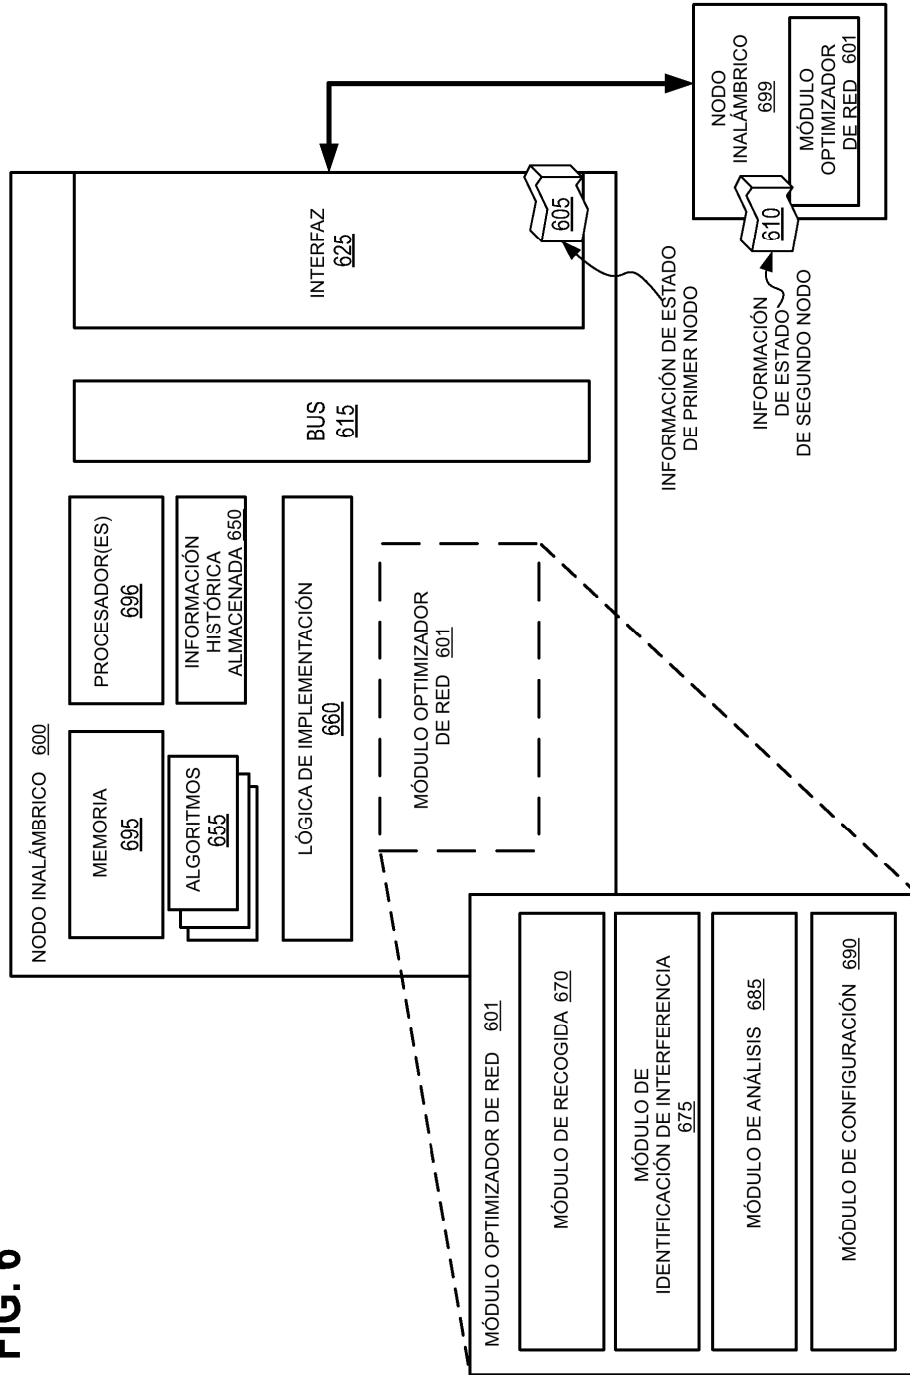 FIG. 6
NODO INALÁMBRICO 600
MEMORIA
695
PROCESADOR(ES)
696
ALGORITMOS
655
INFORMACIÓN
HISTÓRICA
ALMACENADA 650
LÓGICA DE IMPLEMENTACIÓN
660
MÓDULO OPTIMIZADOR
DE RED 601
BUS
615
INTERFAZ
625
605
INFORMACIÓN DE ESTADO
DE PRIMER NODO
NODO
INALÁMBRICO
699
MÓDULO
OPTIMIZADOR
DE RED 601
610
INFORMACIÓN
DE ESTADO
DE SEGUNDO NODO
MÓDULO OPTIMIZADOR DE RED 601
MÓDULO DE RECOGIDA 670
MÓDULO DE
IDENTIFICACIÓN DE INTERFERENCIA
675
MÓDULO DE ANÁLISIS 685
MÓDULO DE CONFIGURACIÓN 690